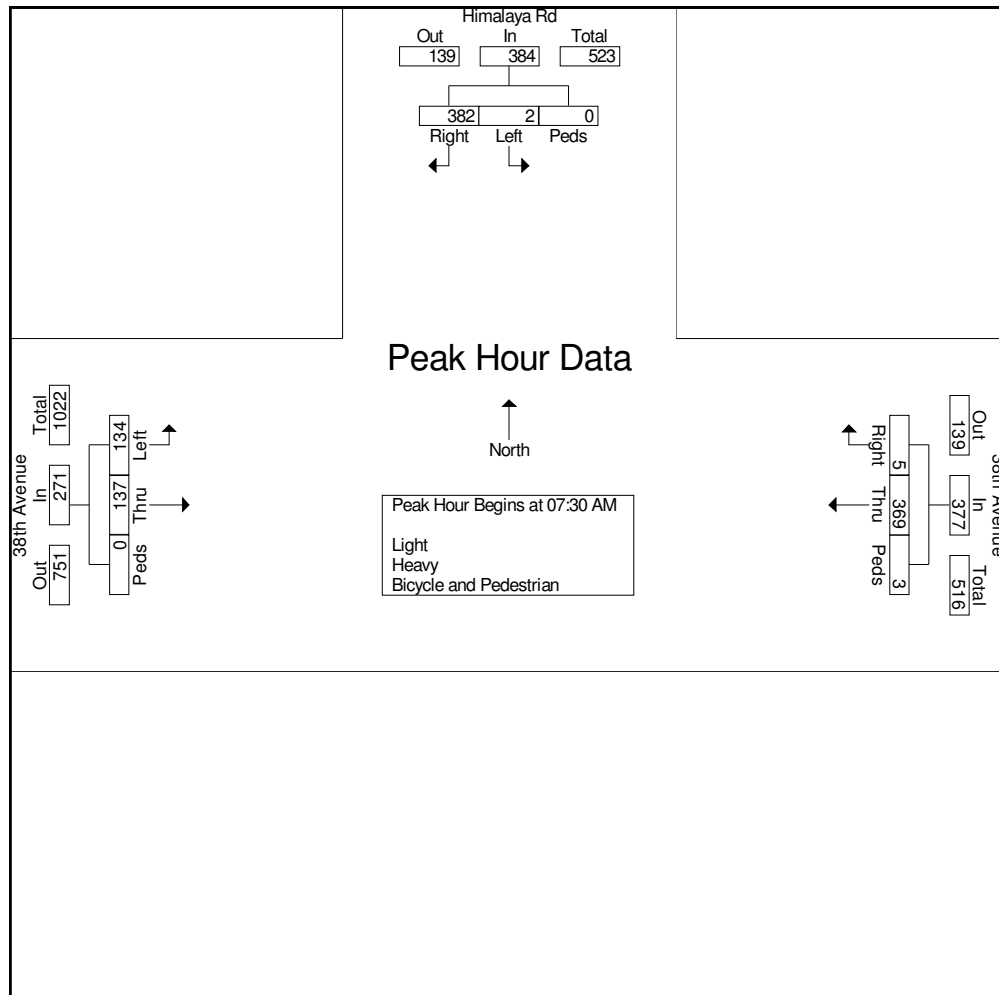 Himalaya Rd
Out In Total
139 384 523
382 2 0
Right Left Peds
Peak Hour Data
North
Peak Hour Begins at 07:30 AM
Light
Heavy
Bicycle and Pedestrian
38th Avenue
Out In Total
751 271 1022
Left Thru Peds
134 137 0
38th Avenue
Out In Total
139 377 516
Right Thru Peds
5 369 3